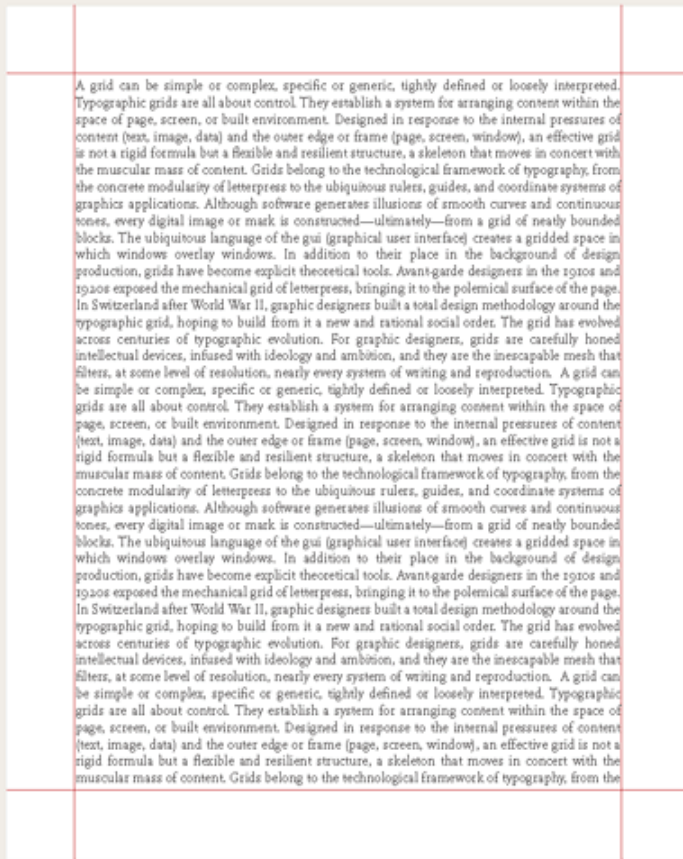 A grid can be simple or complex, specific or generic, tightly defined or loosely interpreted.
Typographic grids are all about control. They establish a system for arranging content within the
space of page, screen, or built environment. Designed in response to the internal pressures of
content (text, image, data) and the outer edge or frame (page, screen, window), an effective grid
is not a rigid formula but a flexible and resilient structure, a skeleton that moves in concert with
the muscular mass of content. Grids belong to the technological framework of typography, from
the concrete modularity of letterpress to the ubiquitous rulers, guides, and coordinate systems of
graphics applications. Although software generates illusions of smooth curves and continuous
tones, every digital image or mark is constructed—ultimately—from a grid of neatly bounded
blocks. The ubiquitous language of the gui (graphical user interface) creates a gridded space in
which windows overlay windows. In addition to their place in the background of design
production, grids have become explicit theoretical tools. Avant-garde designers in the 1910s and
1920s exposed the mechanical grid of letterpress, bringing it to the polemical surface of the page.
In Switzerland after World War II, graphic designers built a total design methodology around the
typographic grid, hoping to build from it a new and rational social order. The grid has evolved
across centuries of typographic evolution. For graphic designers, grids are carefully honed
intellectual devices, infused with ideology and ambition, and they are the inescapable mesh that
filters, at some level of resolution, nearly every system of writing and reproduction. A grid can
be simple or complex, specific or generic, tightly defined or loosely interpreted. Typographic
grids are all about control. They establish a system for arranging content within the space of
page, screen, or built environment. Designed in response to the internal pressures of content
(text, image, data) and the outer edge or frame (page, screen, window), an effective grid is not a
rigid formula but a flexible and resilient structure, a skeleton that moves in concert with the
muscular mass of content. Grids belong to the technological framework of typography, from the
concrete modularity of letterpress to the ubiquitous rulers, guides, and coordinate systems of
graphics applications. Although software generates illusions of smooth curves and continuous
tones, every digital image or mark is constructed—ultimately—from a grid of neatly bounded
blocks. The ubiquitous language of the gui (graphical user interface) creates a gridded space in
which windows overlay windows. In addition to their place in the background of design
production, grids have become explicit theoretical tools. Avant-garde designers in the 1910s and
1920s exposed the mechanical grid of letterpress, bringing it to the polemical surface of the page.
In Switzerland after World War II, graphic designers built a total design methodology around the
typographic grid, hoping to build from it a new and rational social order. The grid has evolved
across centuries of typographic evolution. For graphic designers, grids are carefully honed
intellectual devices, infused with ideology and ambition, and they are the inescapable mesh that
filters, at some level of resolution, nearly every system of writing and reproduction. A grid can
be simple or complex, specific or generic, tightly defined or loosely interpreted. Typographic
grids are all about control. They establish a system for arranging content within the space of
page, screen, or built environment. Designed in response to the internal pressures of content
(text, image, data) and the outer edge or frame (page, screen, window), an effective grid is not a
rigid formula but a flexible and resilient structure, a skeleton that moves in concert with the
muscular mass of content. Grids belong to the technological framework of typography, from the